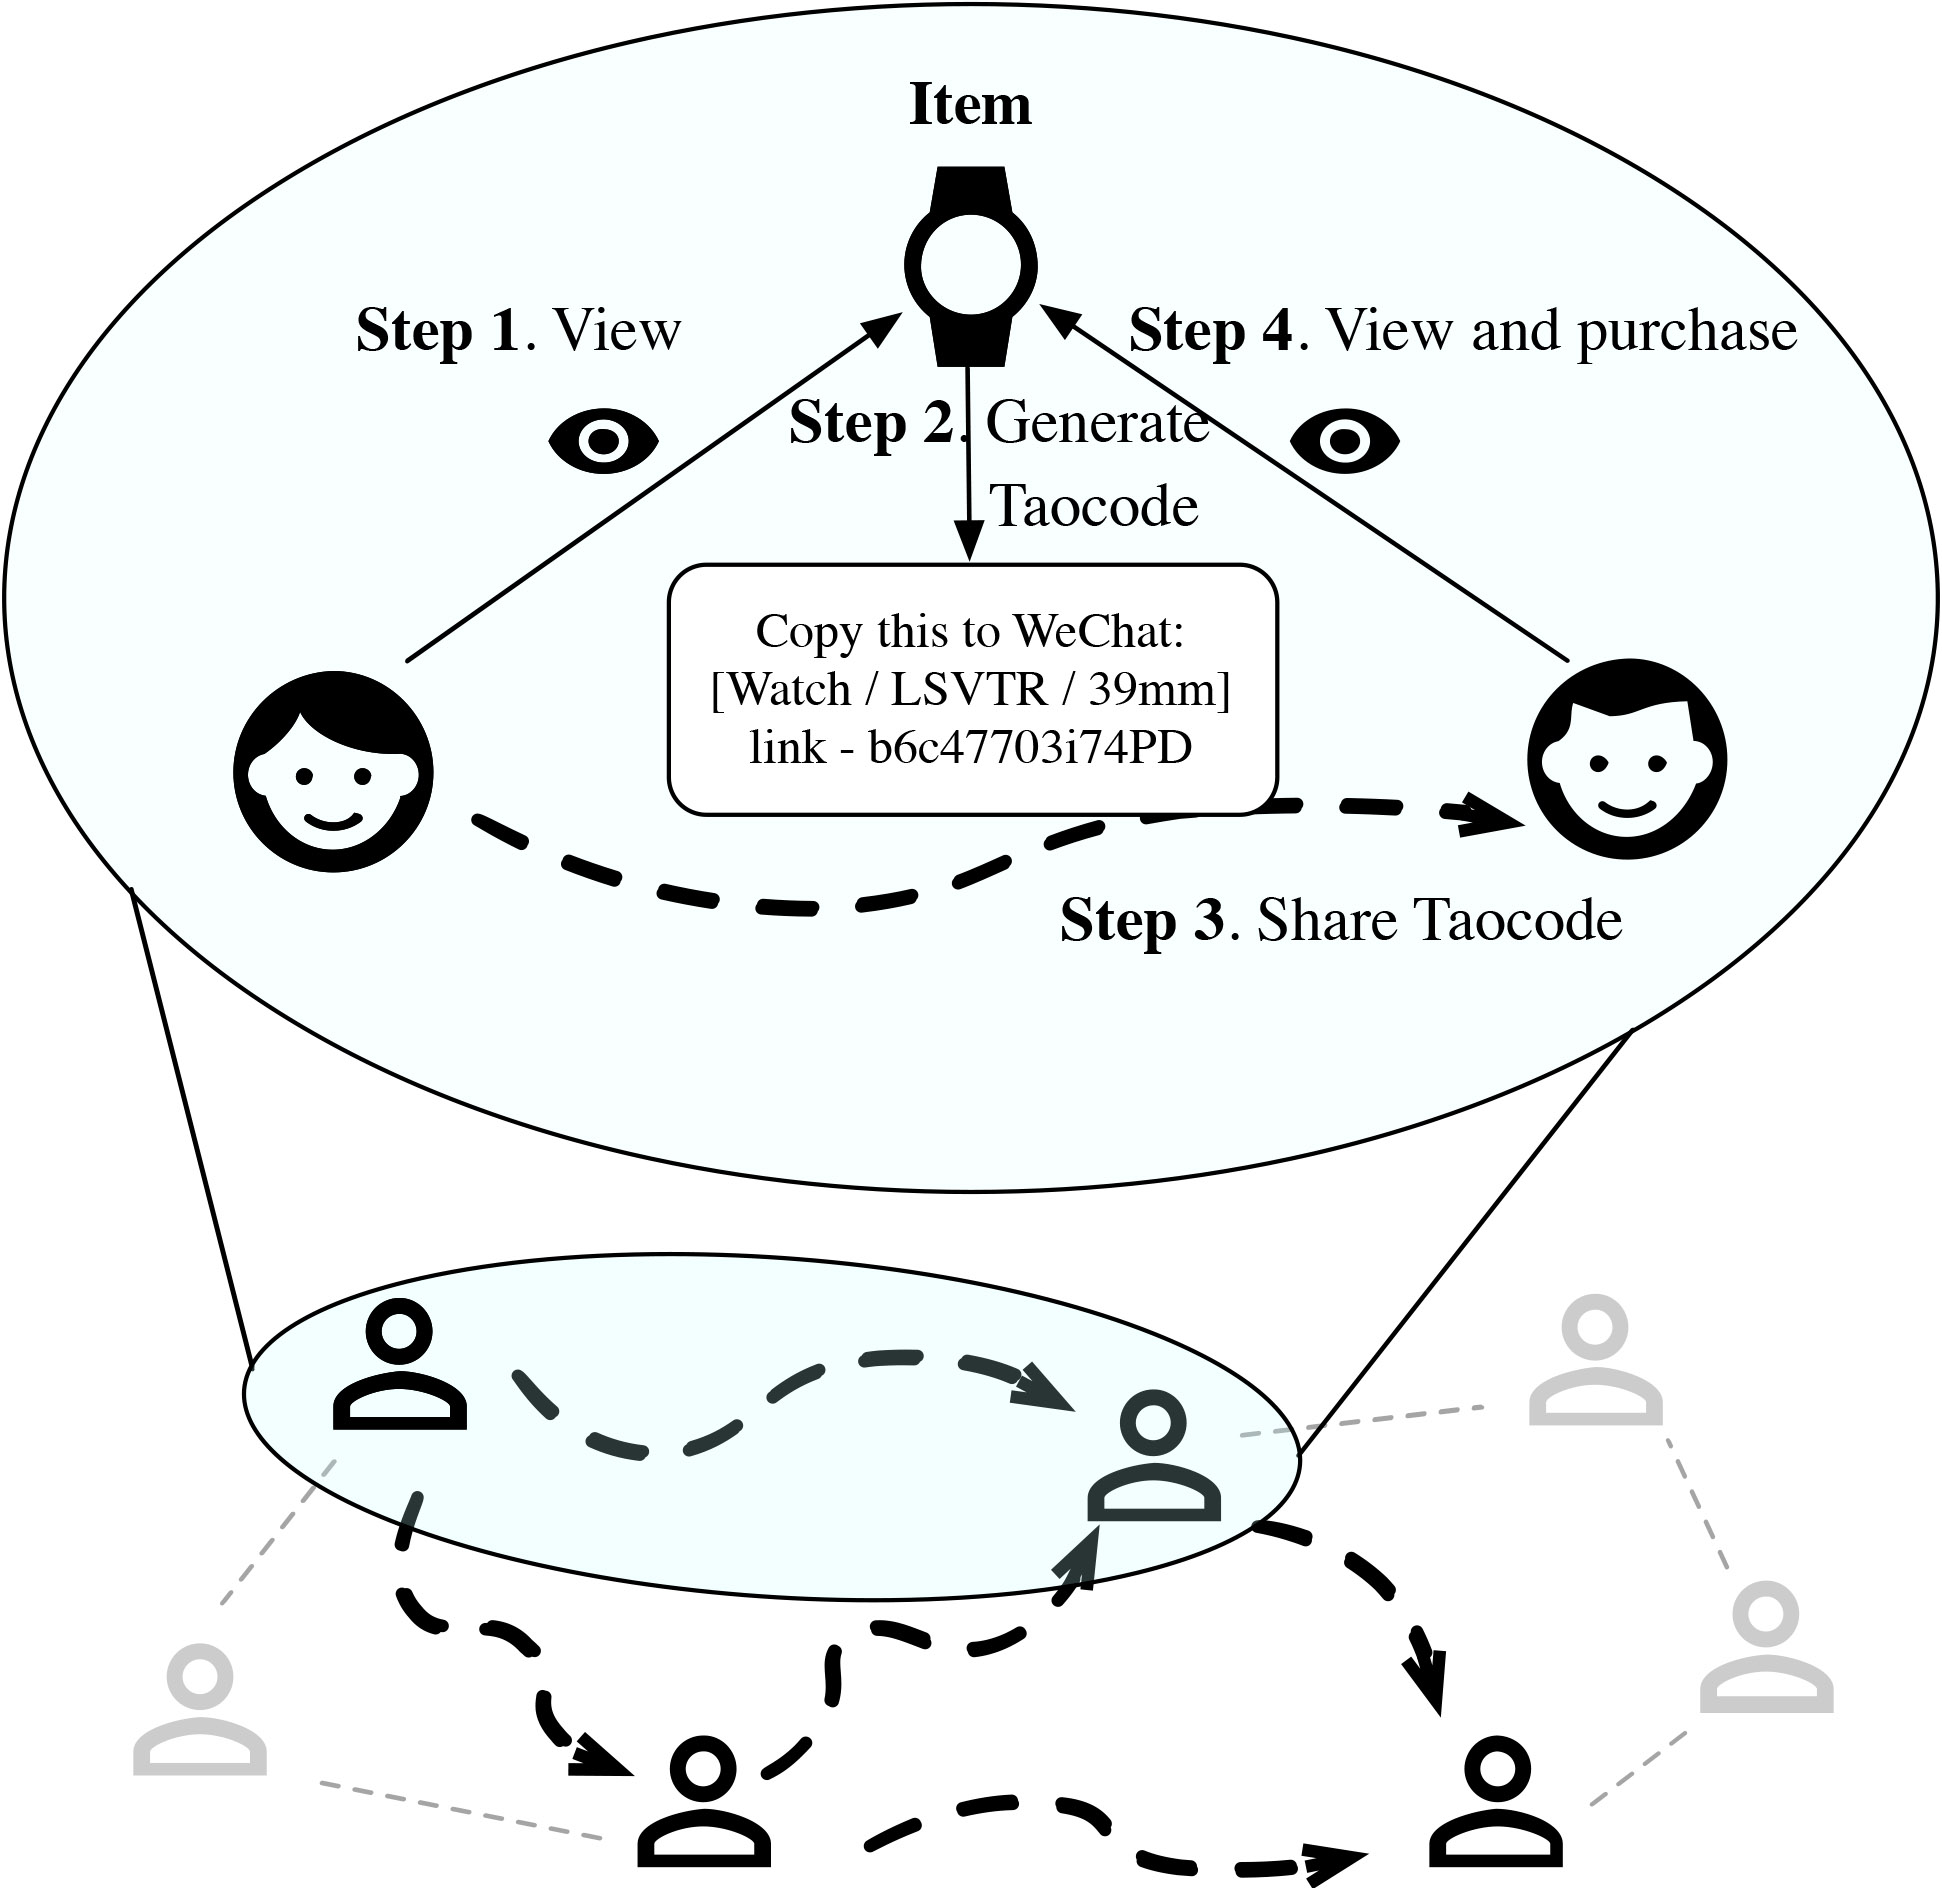 Item
Step 1. View
Step 4. View and purchase
Step 2. Generate
Taocode
Copy this to WeChat:
[Watch / LSVTR / 39mm]
link - b6c47703i74PD
Step 3. Share Taocode